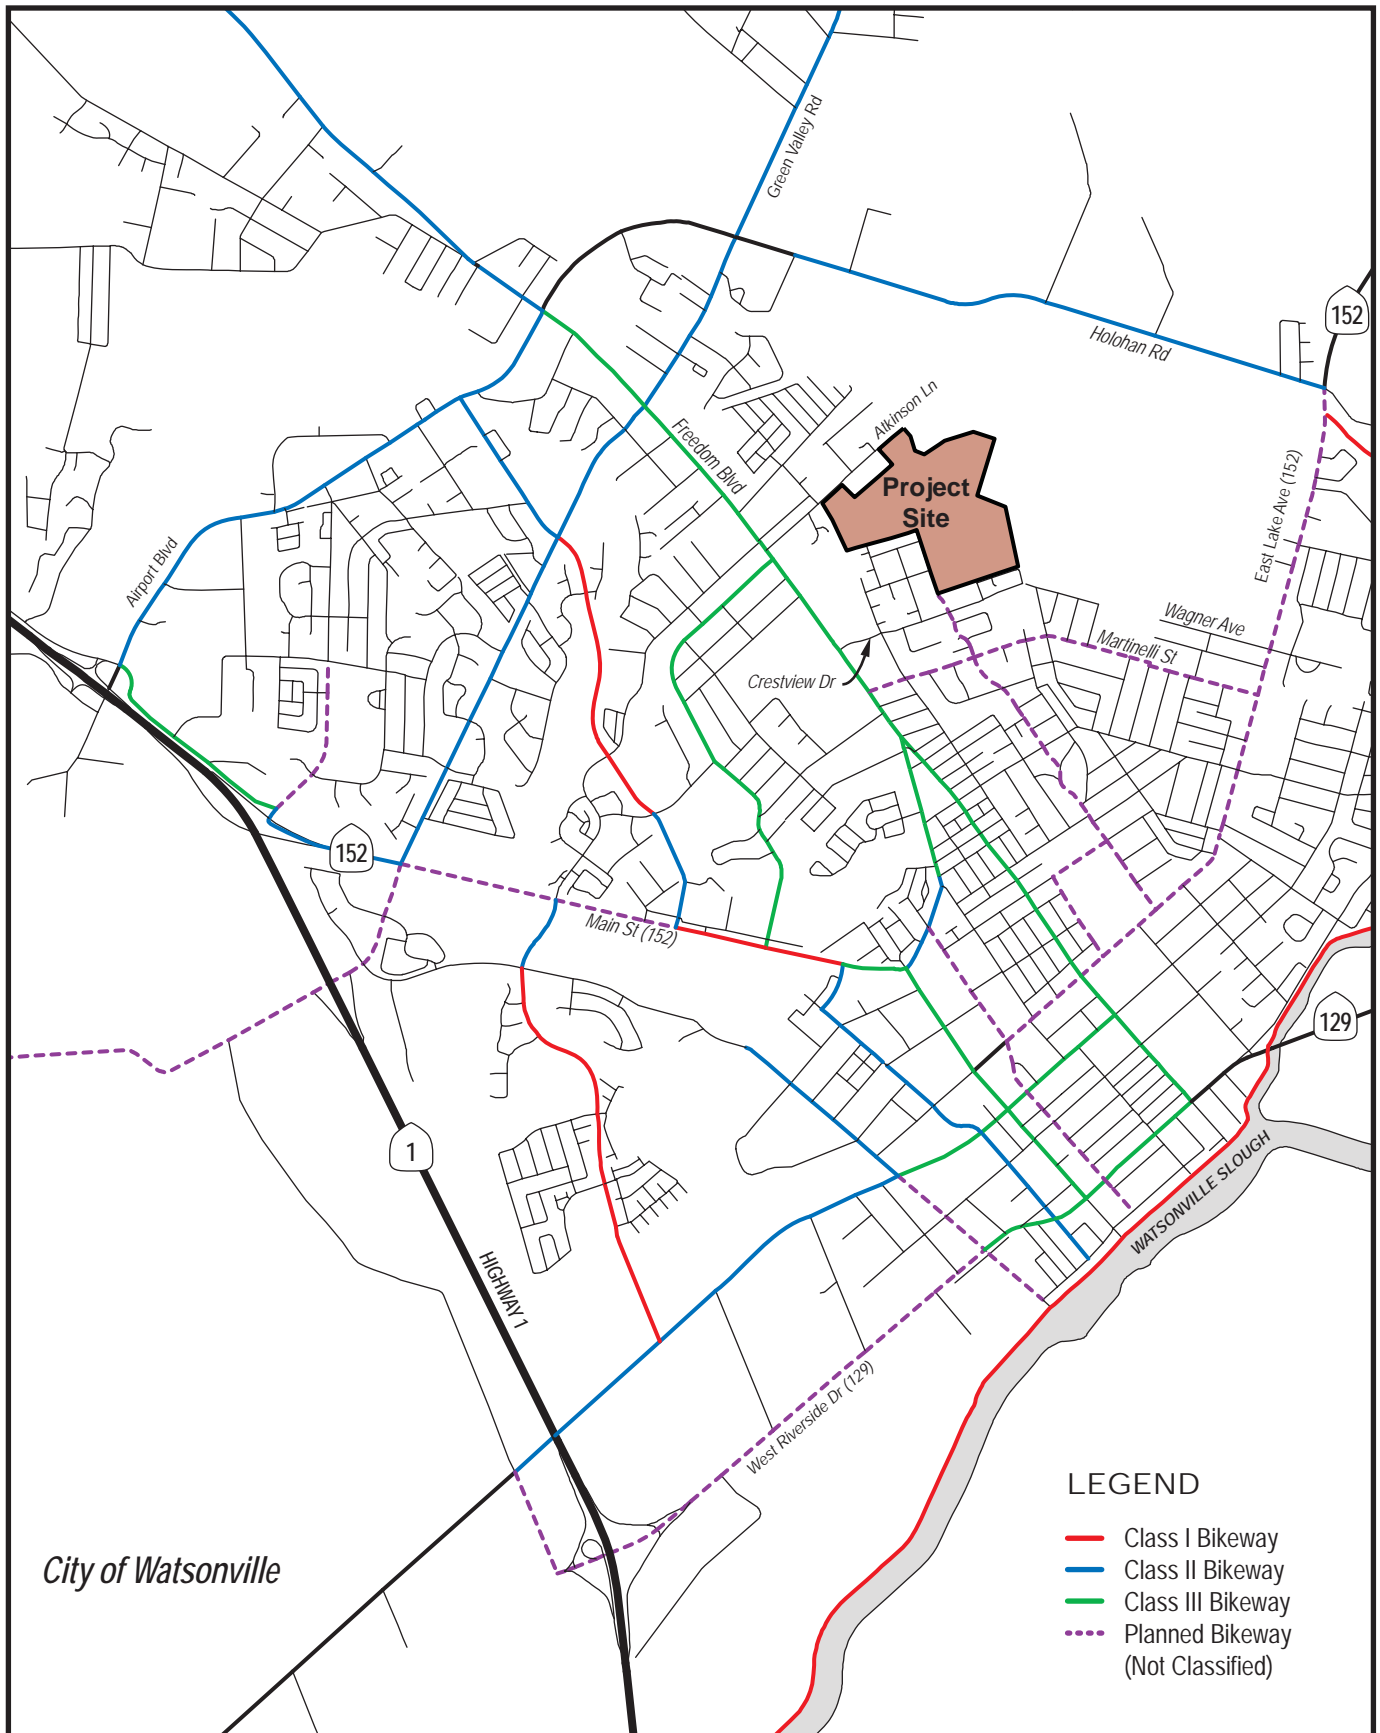 Green Valley Rd
152
Holohan Rd
Atkinson Ln
Freedom Blvd
Project
Site
East Lake Ave (152)
Airport Blvd
Wagner Ave
Martinelli St
Crestview Dr
152
Main St (152)
129
1
WATSONVILLE SLOUGH
HIGHWAY 1
West Riverside Dr (129)
LEGEND
Class I Bikeway
Class II Bikeway
Class III Bikeway
Planned Bikeway
(Not Classified)
City of Watsonville